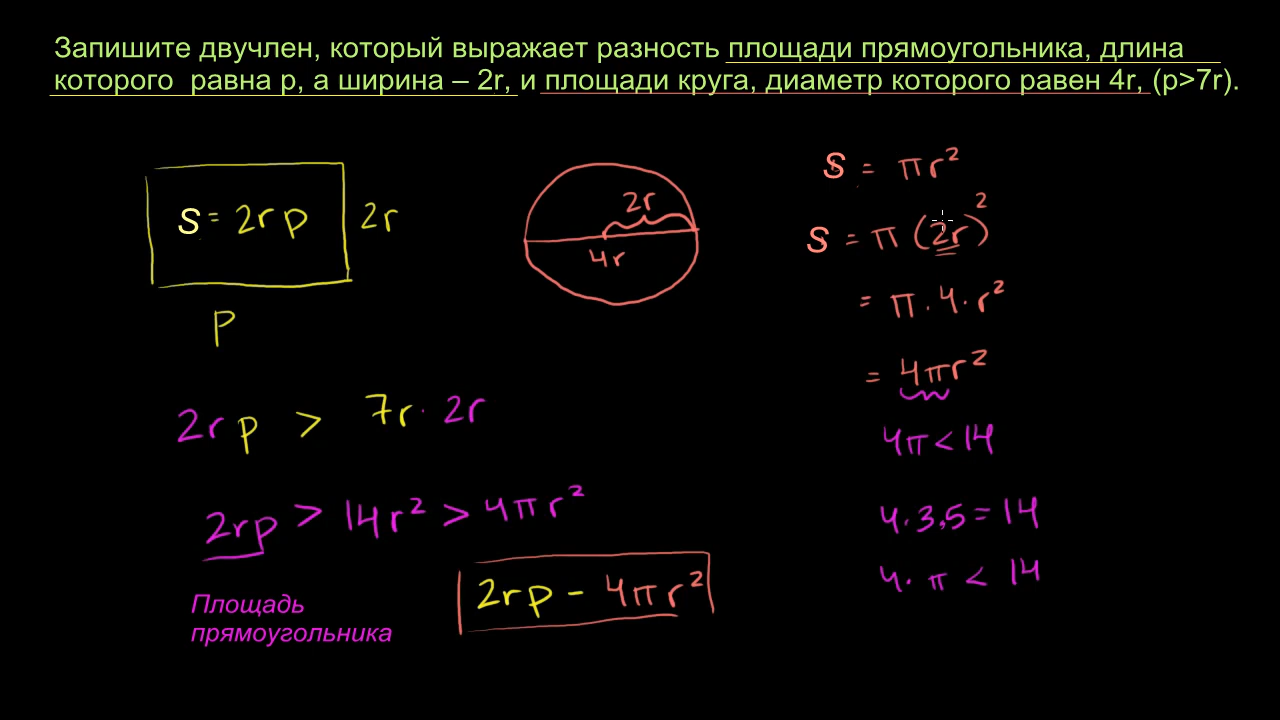 Запишите двучлен, который выражает разность площади прямоугольника, длина
которого равна p, а ширина – 2r, и площади круга, диаметр которого равен 4r, (p>7r).
S = 2rp
2r
p
2r
4r
S = πr²
S = π (2r)²
= π · 4 · r²
= 4πr²
4π < 14
4 · 3,5 = 14
4 · π < 14
2rp > 7r · 2r
2rp > 14r² > 4πr²
Площадь
прямоугольника
2rp - 4πr²